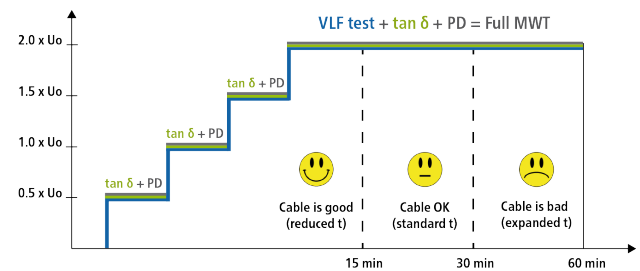 VLF test + tan δ + PD = Full MWT
2.0 x Uo
1.5 x Uo
tan δ + PD
1.0 x Uo
tan δ + PD
0.5 x Uo
tan δ + PD
Cable is good
(reduced t)
Cable OK
(standard t)
Cable is bad
(expanded t)
15 min
30 min
60 min